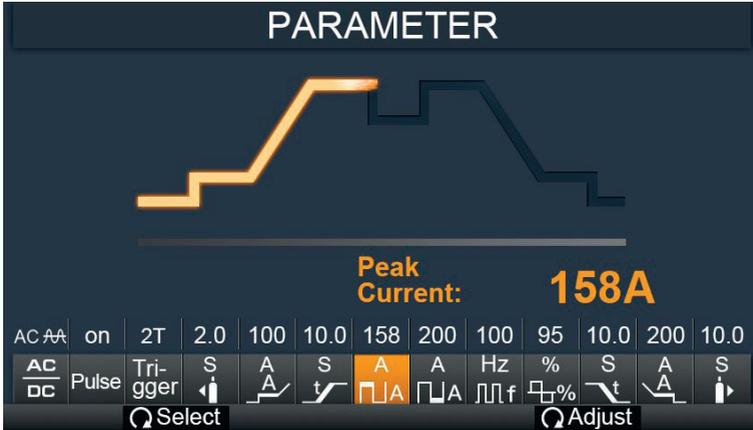 PARAMETER
Peak
Current: 158A
AC on 2T 2.0 100 10.0 158 200 100 95 10.0 200 10.0
AC S A S A A Hz % S A S
DC Pulse Tri-
gger A t A A f % t A
Select Adjust